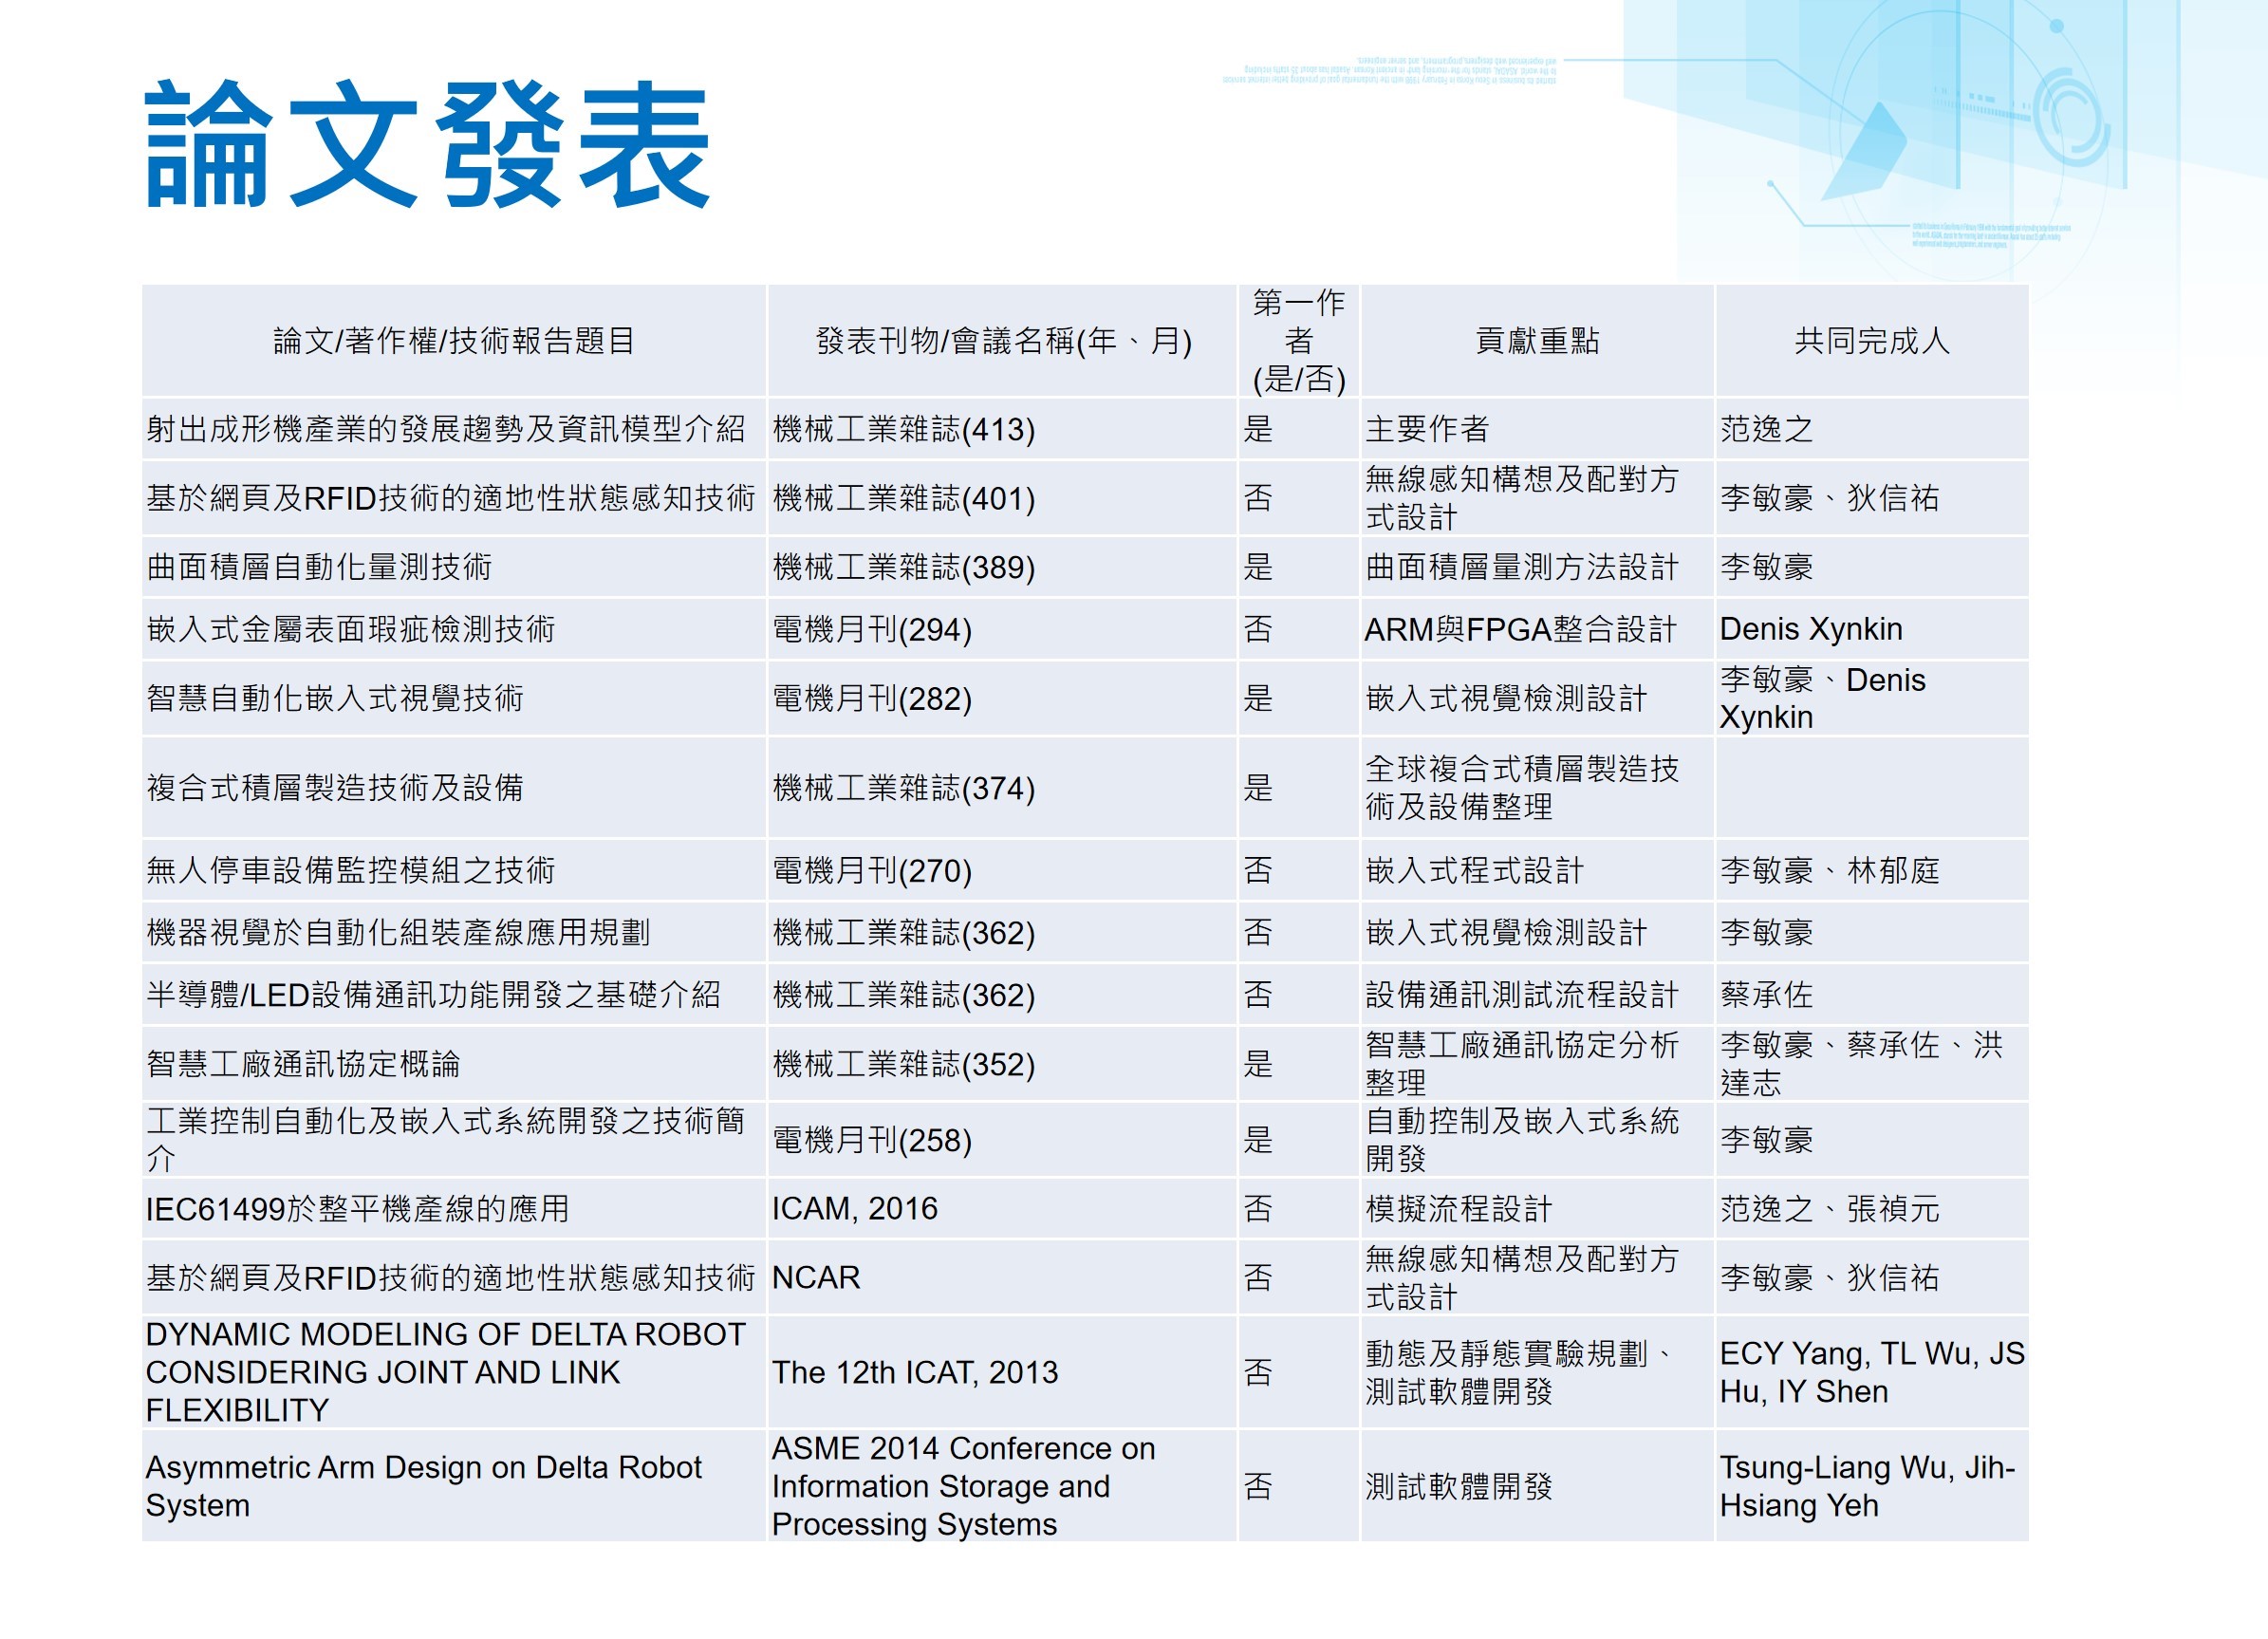 論文發表
論文/著作權/技術報告題目
發表刊物/會議名稱(年、月)
第一作
者
(是/否)
貢獻重點
共同完成人
射出成形機產業的發展趨勢及資訊模型介紹
機械工業雜誌(413)
是
主要作者
范逸之
基於網頁及RFID技術的適地性狀態感知技術
機械工業雜誌(401)
否
無線感知構想及配對方
式設計
李敏豪、狄信祐
曲面積層自動化量測技術
機械工業雜誌(389)
是
曲面積層量測方法設計
李敏豪
嵌入式金屬表面瑕疵檢測技術
電機月刊(294)
否
ARM與FPGA整合設計
Denis Xynkin
智慧自動化嵌入式視覺技術
電機月刊(282)
是
嵌入式視覺檢測設計
李敏豪、Denis
Xynkin
複合式積層製造技術及設備
機械工業雜誌(374)
是
全球複合式積層製造技
術及設備整理
無人停車設備監控模組之技術
電機月刊(270)
否
嵌入式程式設計
李敏豪、林郁庭
機器視覺於自動化組裝產線應用規劃
機械工業雜誌(362)
否
嵌入式視覺檢測設計
李敏豪
半導體/LED設備通訊功能開發之基礎介紹
機械工業雜誌(362)
否
設備通訊測試流程設計
蔡承佐
智慧工廠通訊協定概論
機械工業雜誌(352)
是
智慧工廠通訊協定分析
整理
李敏豪、蔡承佐、洪
達志
工業控制自動化及嵌入式系統開發之技術簡
介
電機月刊(258)
是
自動控制及嵌入式系統
開發
李敏豪
IEC61499於整平機產線的應用
ICAM, 2016
否
模擬流程設計
范逸之、張禎元
基於網頁及RFID技術的適地性狀態感知技術
NCAR
否
無線感知構想及配對方
式設計
李敏豪、狄信祐
DYNAMIC MODELING OF DELTA ROBOT
CONSIDERING JOINT AND LINK
FLEXIBILITY
The 12th ICAT, 2013
否
動態及靜態實驗規劃、
測試軟體開發
ECY Yang, TL Wu, JS
Hu, IY Shen
Asymmetric Arm Design on Delta Robot
System
ASME 2014 Conference on
Information Storage and
Processing Systems
否
測試軟體開發
Tsung-Liang Wu, Jih-
Hsiang Yeh